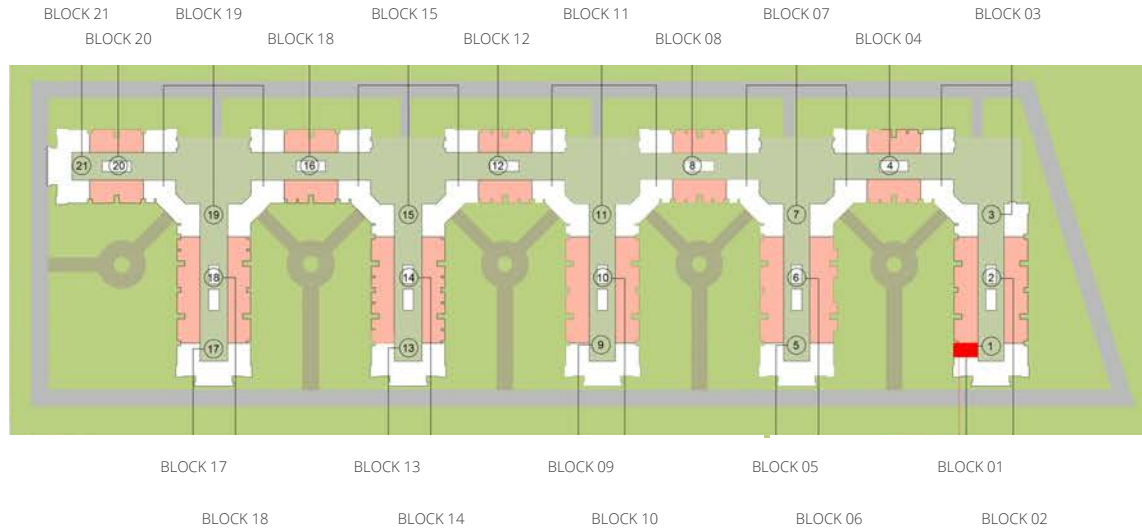 BLOCK 21 BLOCK 19 BLOCK 15 BLOCK 11 BLOCK 07 BLOCK 03
BLOCK 20 BLOCK 18 BLOCK 12 BLOCK 08 BLOCK 04
21 20 16 12 8 4
19 15 11 7 3
18 14 10 6 2
17 13 9 5 1
BLOCK 17 BLOCK 13 BLOCK 09 BLOCK 05 BLOCK 01
BLOCK 18 BLOCK 14 BLOCK 10 BLOCK 06 BLOCK 02